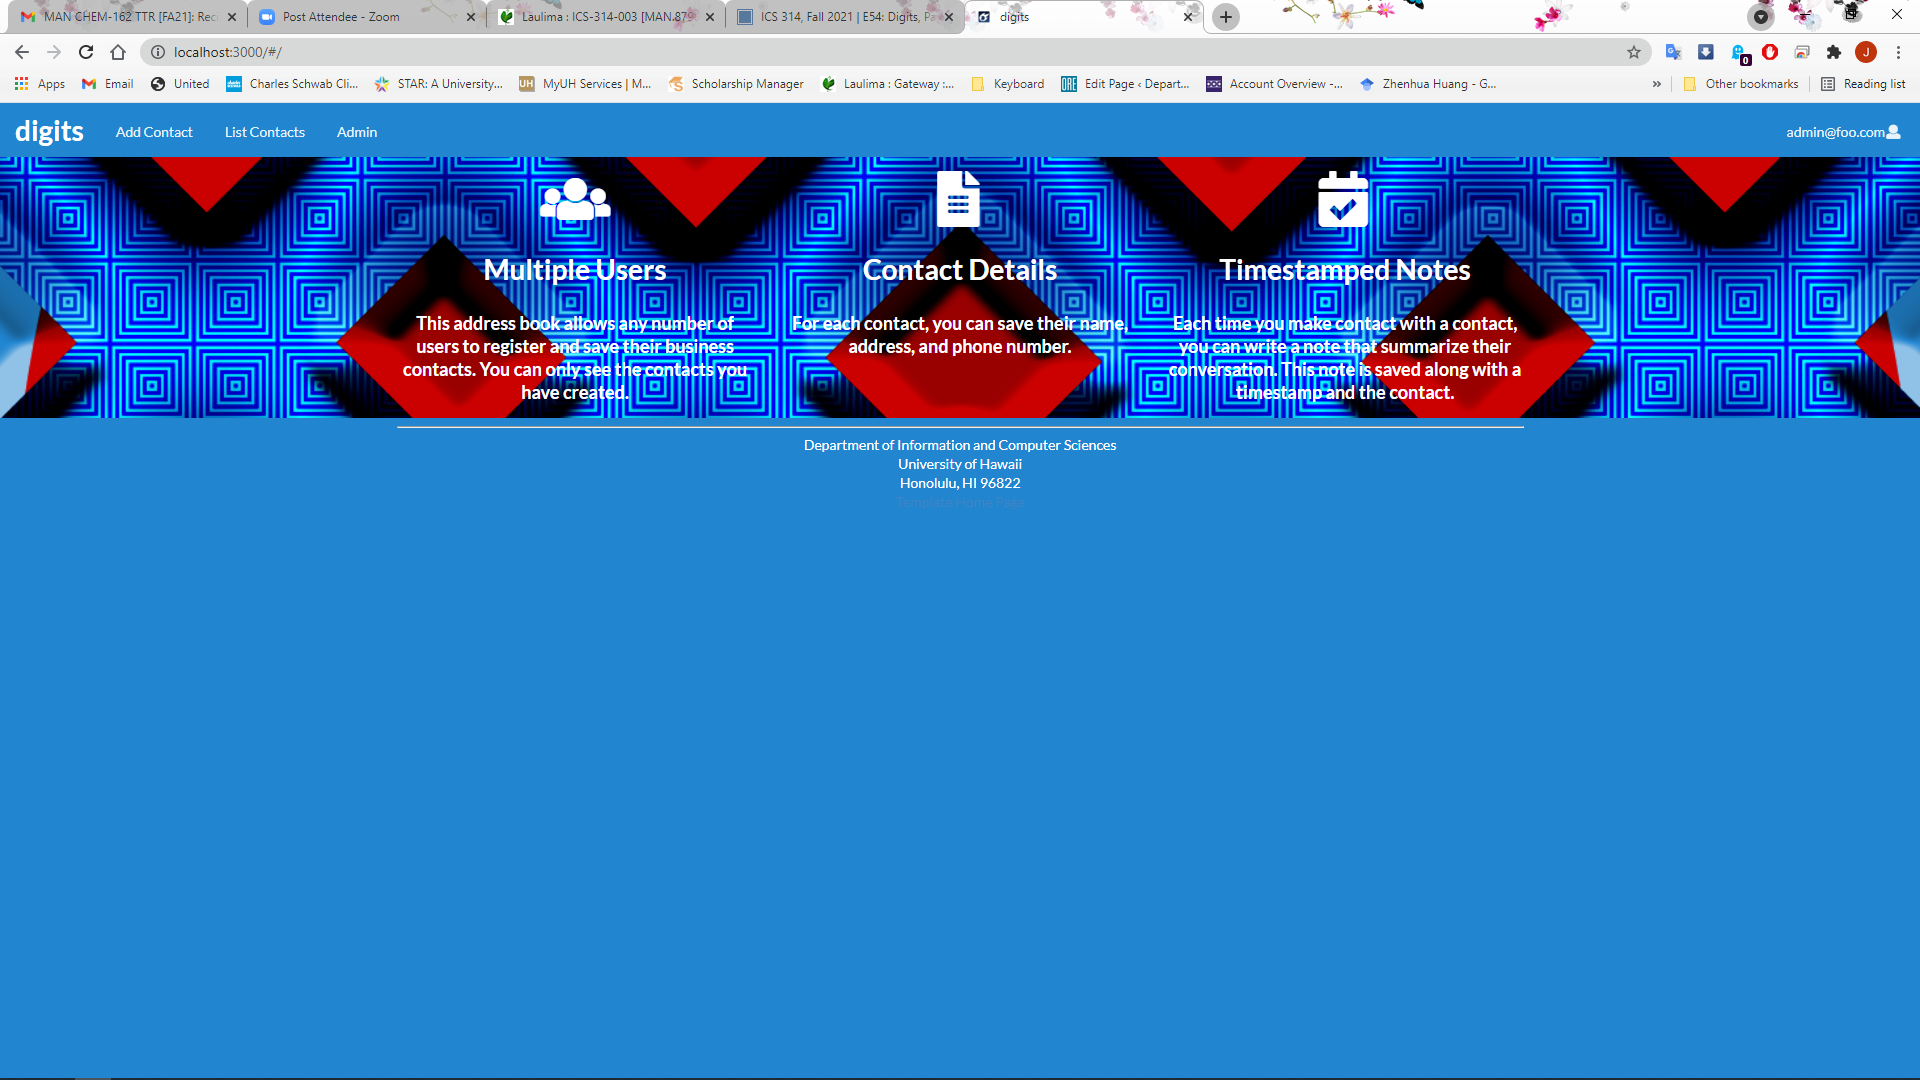 MAN CHEM-162 TTR [FA21]: Rec
Post Attendee - Zoom
Laulima : ICS-314-003 [MAN.879
ICS 314, Fall 2021 | E54: Digits, Pa
digits
localhost:3000/#/
Apps
Email
United
Charles Schwab Cli...
STAR: A University...
UH
MyUH Services | M...
Scholarship Manager
Laulima : Gateway :...
Keyboard
ORE
Edit Page ‹ Depart...
Account Overview -...
Zhenhua Huang - G...
»
Other bookmarks
Reading list
0
J
digits
Add Contact
List Contacts
Admin
admin@foo.com
Multiple Users
This address book allows any number of
users to register and save their business
contacts. You can only see the contacts you
have created.
Contact Details
For each contact, you can save their name,
address, and phone number.
Timestamped Notes
Each time you make contact with a contact,
you can write a note that summarize their
conversation. This note is saved along with a
timestamp and the contact.
Department of Information and Computer Sciences
University of Hawaii
Honolulu, HI 96822
Template Home Page